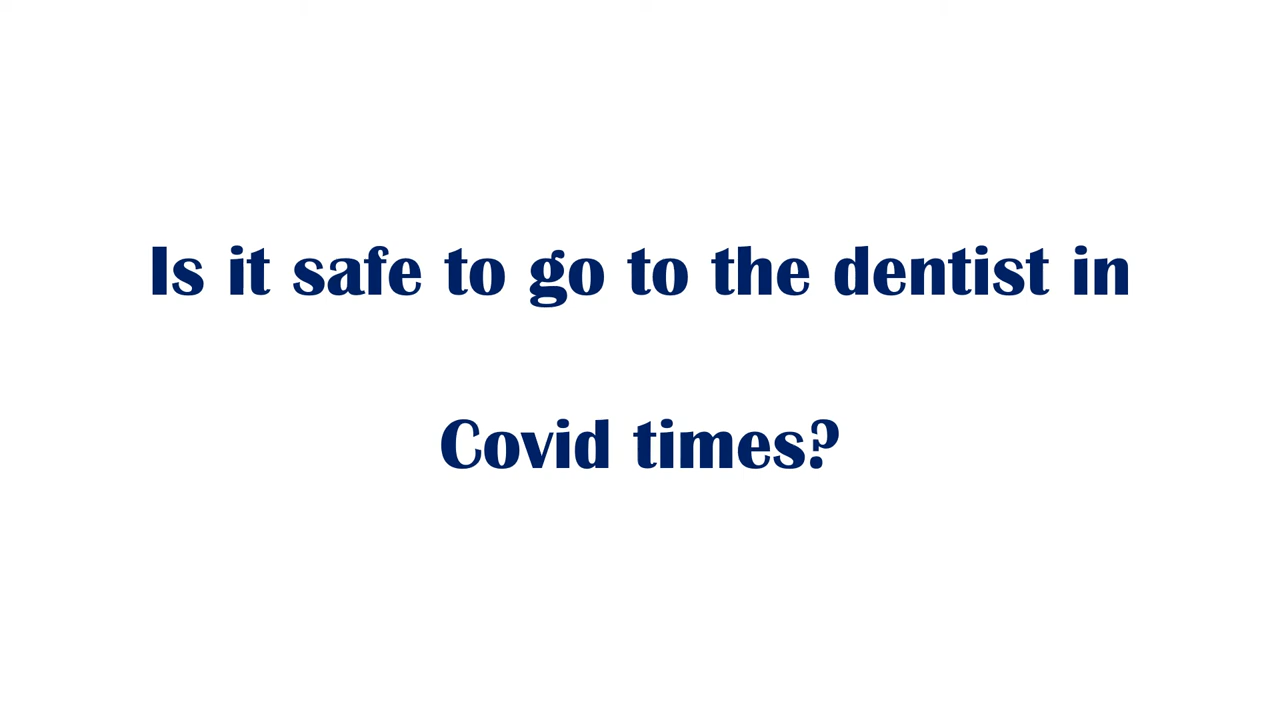 Is it safe to go to the dentist in
Covid times?